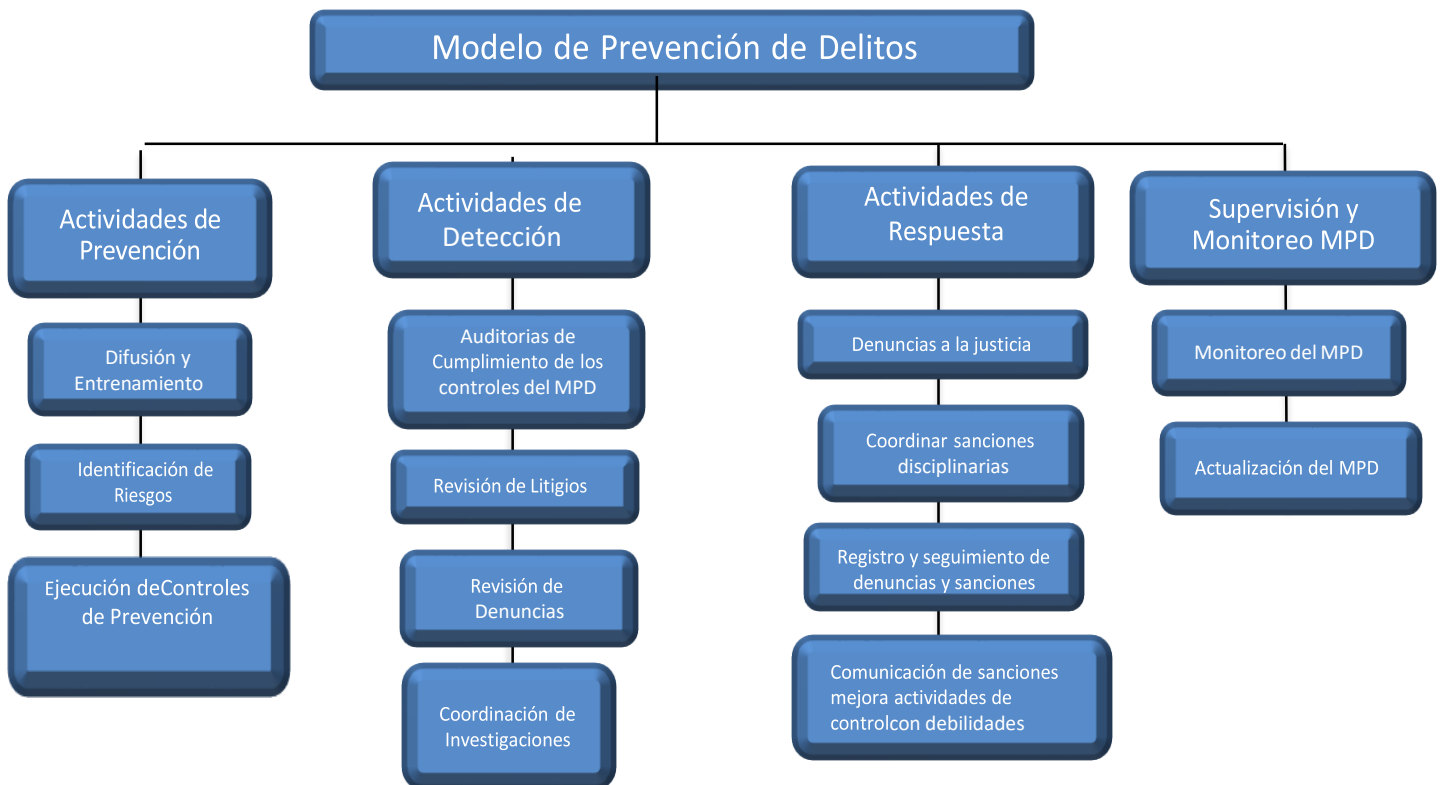 Modelo de Prevención de Delitos
Actividades de
Prevención
Difusión y
Entrenamiento
Identificación de
Riesgos
Ejecución deControles
de Prevención
Actividades de
Detección
Auditorias de
Cumplimiento de los
controles del MPD
Revisión de Litigios
Revisión de
Denuncias
Coordinación de
Investigaciones
Actividades de
Respuesta
Denuncias a la justicia
Coordinar sanciones
disciplinarias
Registro y seguimiento de
denuncias y sanciones
Comunicación de sanciones
mejora actividades de
controlcon debilidades
Supervisión y
Monitoreo MPD
Monitoreo del MPD
Actualización del MPD